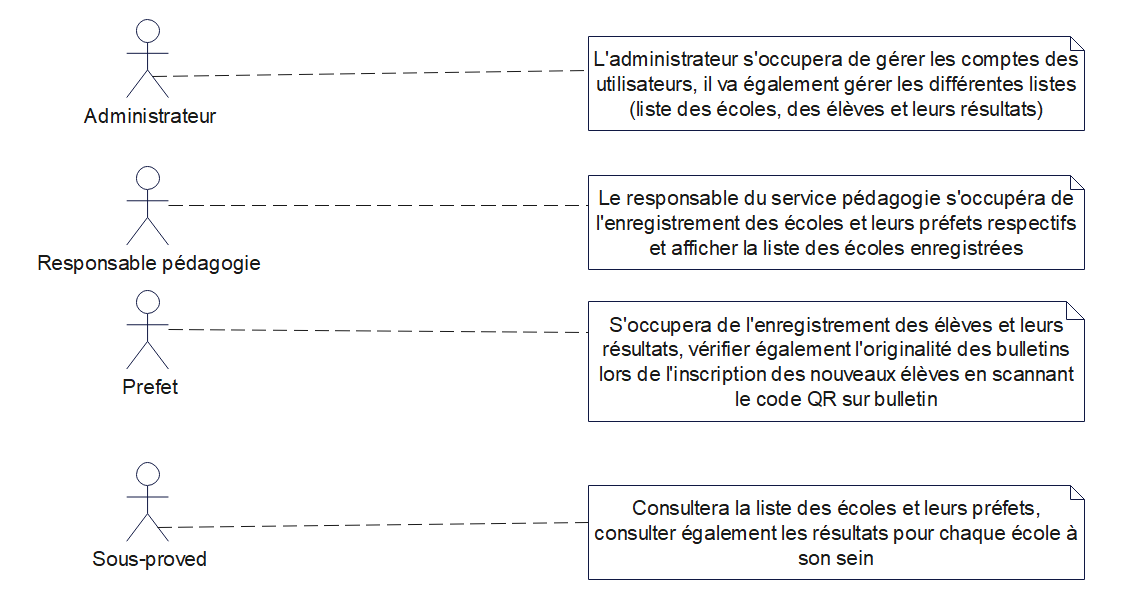 L'administrateur s'occupera de gérer les comptes des
utilisateurs, il va également gérer les différentes listes
(liste des écoles, des élèves et leurs résultats)
Administrateur
Le responsable du service pédagogie s'occupéra de
l'enregistrement des écoles et leurs préfets respectifs
et afficher la liste des écoles enregistrées
Responsable pédagogie
S'occupera de l'enregistrement des élèves et leurs
résultats, vérifier également l'originalité des bulletins
lors de l'inscription des nouveaux élèves en scannant
le code QR sur bulletin
Prefet
Consultera la liste des écoles et leurs préfets,
consulter également les résultats pour chaque école à
son sein
Sous-proved